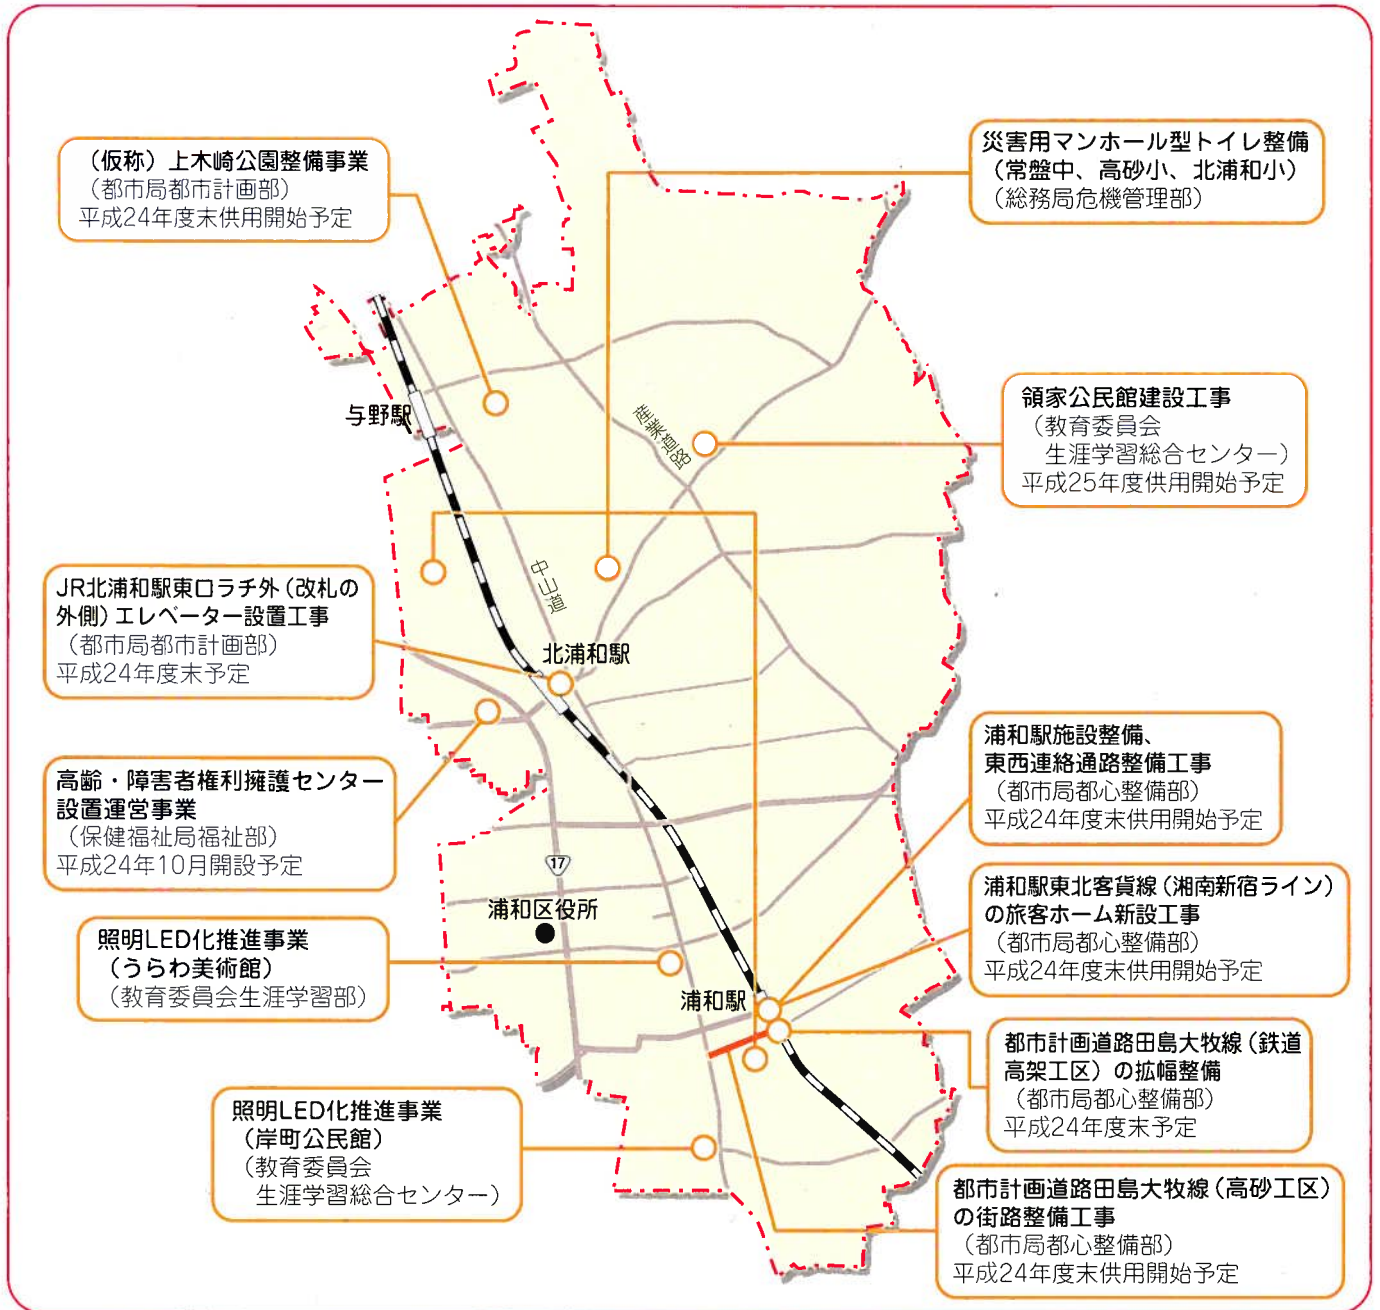 （仮称）上木崎公園整備事業
（都市局都市計画部）
平成24年度末供用開始予定
災害用マンホール型トイレ整備
（常盤中、高砂小、北浦和小）
（総務局危機管理部）
与野駅
産業道路
領家公民館建設工事
（教育委員会
生涯学習総合センター）
平成25年度供用開始予定
中山道
JR北浦和駅東口ラチ外（改札の
外側）エレベーター設置工事
（都市局都市計画部）
平成24年度末予定
北浦和駅
高齢・障害者権利擁護センター
設置運営事業
（保健福祉局福祉部）
平成24年10月開設予定
浦和駅施設整備、
東西連絡通路整備工事
（都市局都心整備部）
平成24年度末供用開始予定
17
浦和区役所
浦和駅東北客貨線（湘南新宿ライン）
の旅客ホーム新設工事
（都市局都心整備部）
平成24年度末供用開始予定
照明LED化推進事業
（うらわ美術館）
（教育委員会生涯学習部）
浦和駅
都市計画道路田島大牧線（鉄道
高架工区）の拡幅整備
（都市局都心整備部）
平成24年度末予定
照明LED化推進事業
（岸町公民館）
（教育委員会
生涯学習総合センター）
都市計画道路田島大牧線（高砂工区）
の街路整備工事
（都市局都心整備部）
平成24年度末供用開始予定